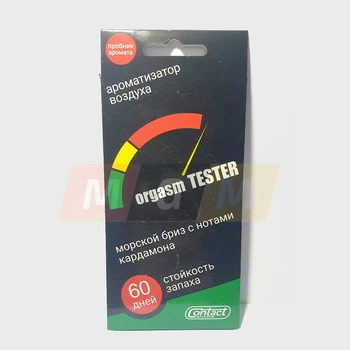 пробник
аромата
ароматизатор
воздуха
orgasm TESTER
M&M
морской бриз с нотами
кардамона
60
дней
стойкость
запаха
Contact